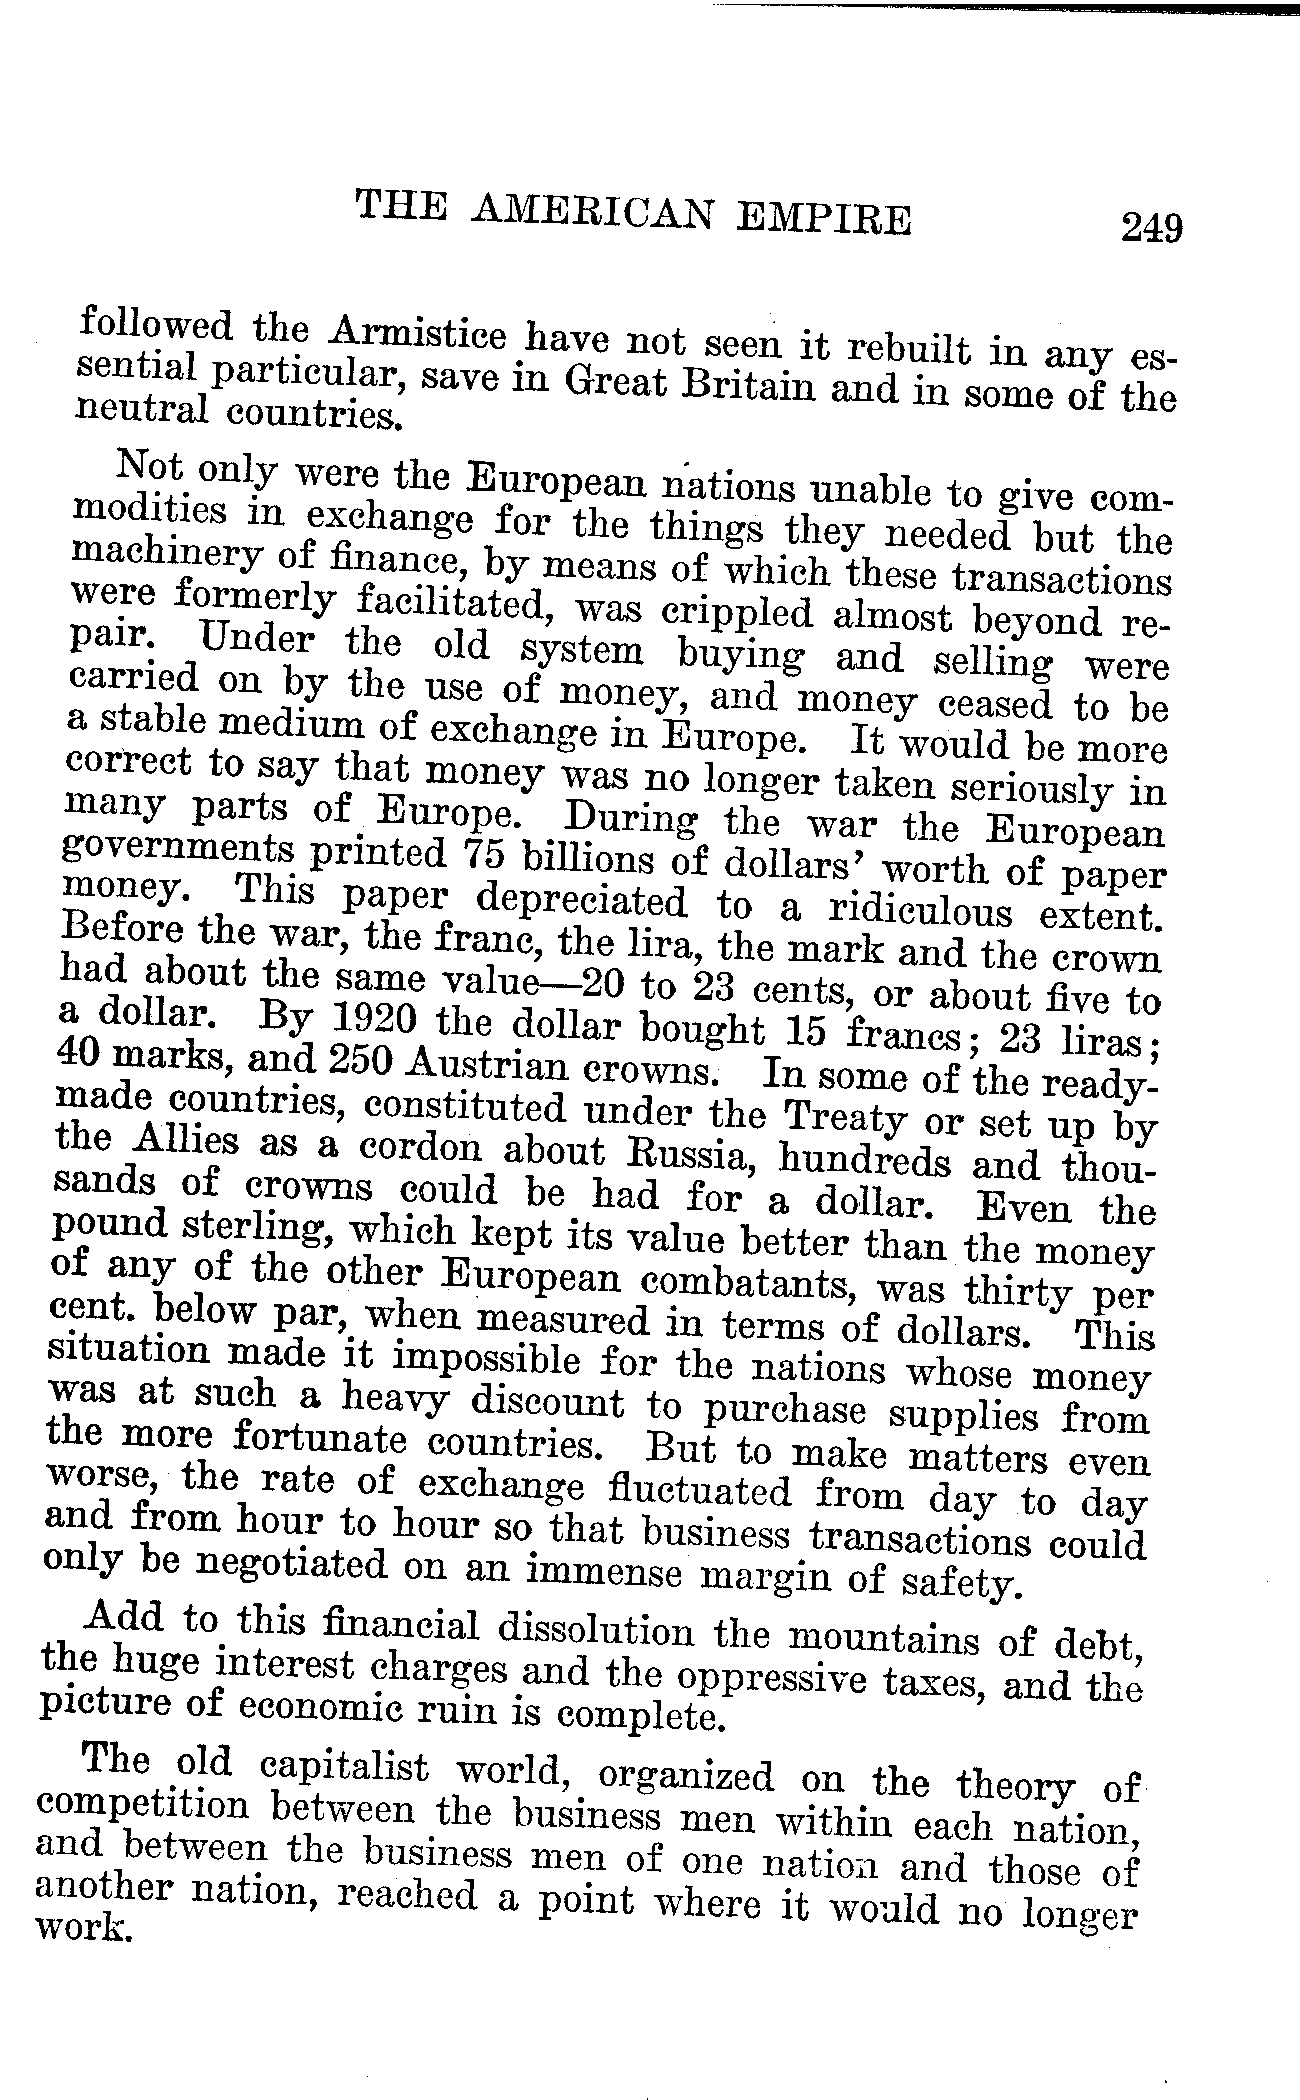 THE AMERICAN EMPIRE 249
followed the Armistice have not seen it rebuilt in any es-
sential particular, save in Great Britain and in some of the
neutral countries.
Not only were the European nations unable to give com-
modities in exchange for the things they needed but the
machinery of finance, by means of which these transactions
were formerly facilitated, was crippled almost beyond re-
pair. Under the old system buying and selling were
carried on by the use of money, and money ceased to be
a stable medium of exchange in Europe. It would be more
correct to say that money was no longer taken seriously in
many parts of Europe. During the war the European
governments printed 75 billions of dollars' worth of paper
money. This paper depreciated to a ridiculous extent.
Before the war, the franc, the lira, the mark and the crown
had about the same value—20 to 23 cents, or about five to
a dollar. By 1920 the dollar bought 15 francs; 23 liras;
40 marks, and 250 Austrian crowns. In some of the ready-
made countries, constituted under the Treaty or set up by
the Allies as a cordon about Russia, hundreds and thou-
sands of crowns could be had for a dollar. Even the
pound sterling, which kept its value better than the money
of any of the other European combatants, was thirty per
cent. below par, when measured in terms of dollars. This
situation made it impossible for the nations whose money
was at such a heavy discount to purchase supplies from
the more fortunate countries. But to make matters even
worse, the rate of exchange fluctuated from day to day
and from hour to hour so that business transactions could
only be negotiated on an immense margin of safety.
Add to this financial dissolution the mountains of debt,
the huge interest charges and the oppressive taxes, and the
picture of economic ruin is complete.
The old capitalist world, organized on the theory of
competition between the business men within each nation,
and between the business men of one nation and those of
another nation, reached a point where it would no longer
work.